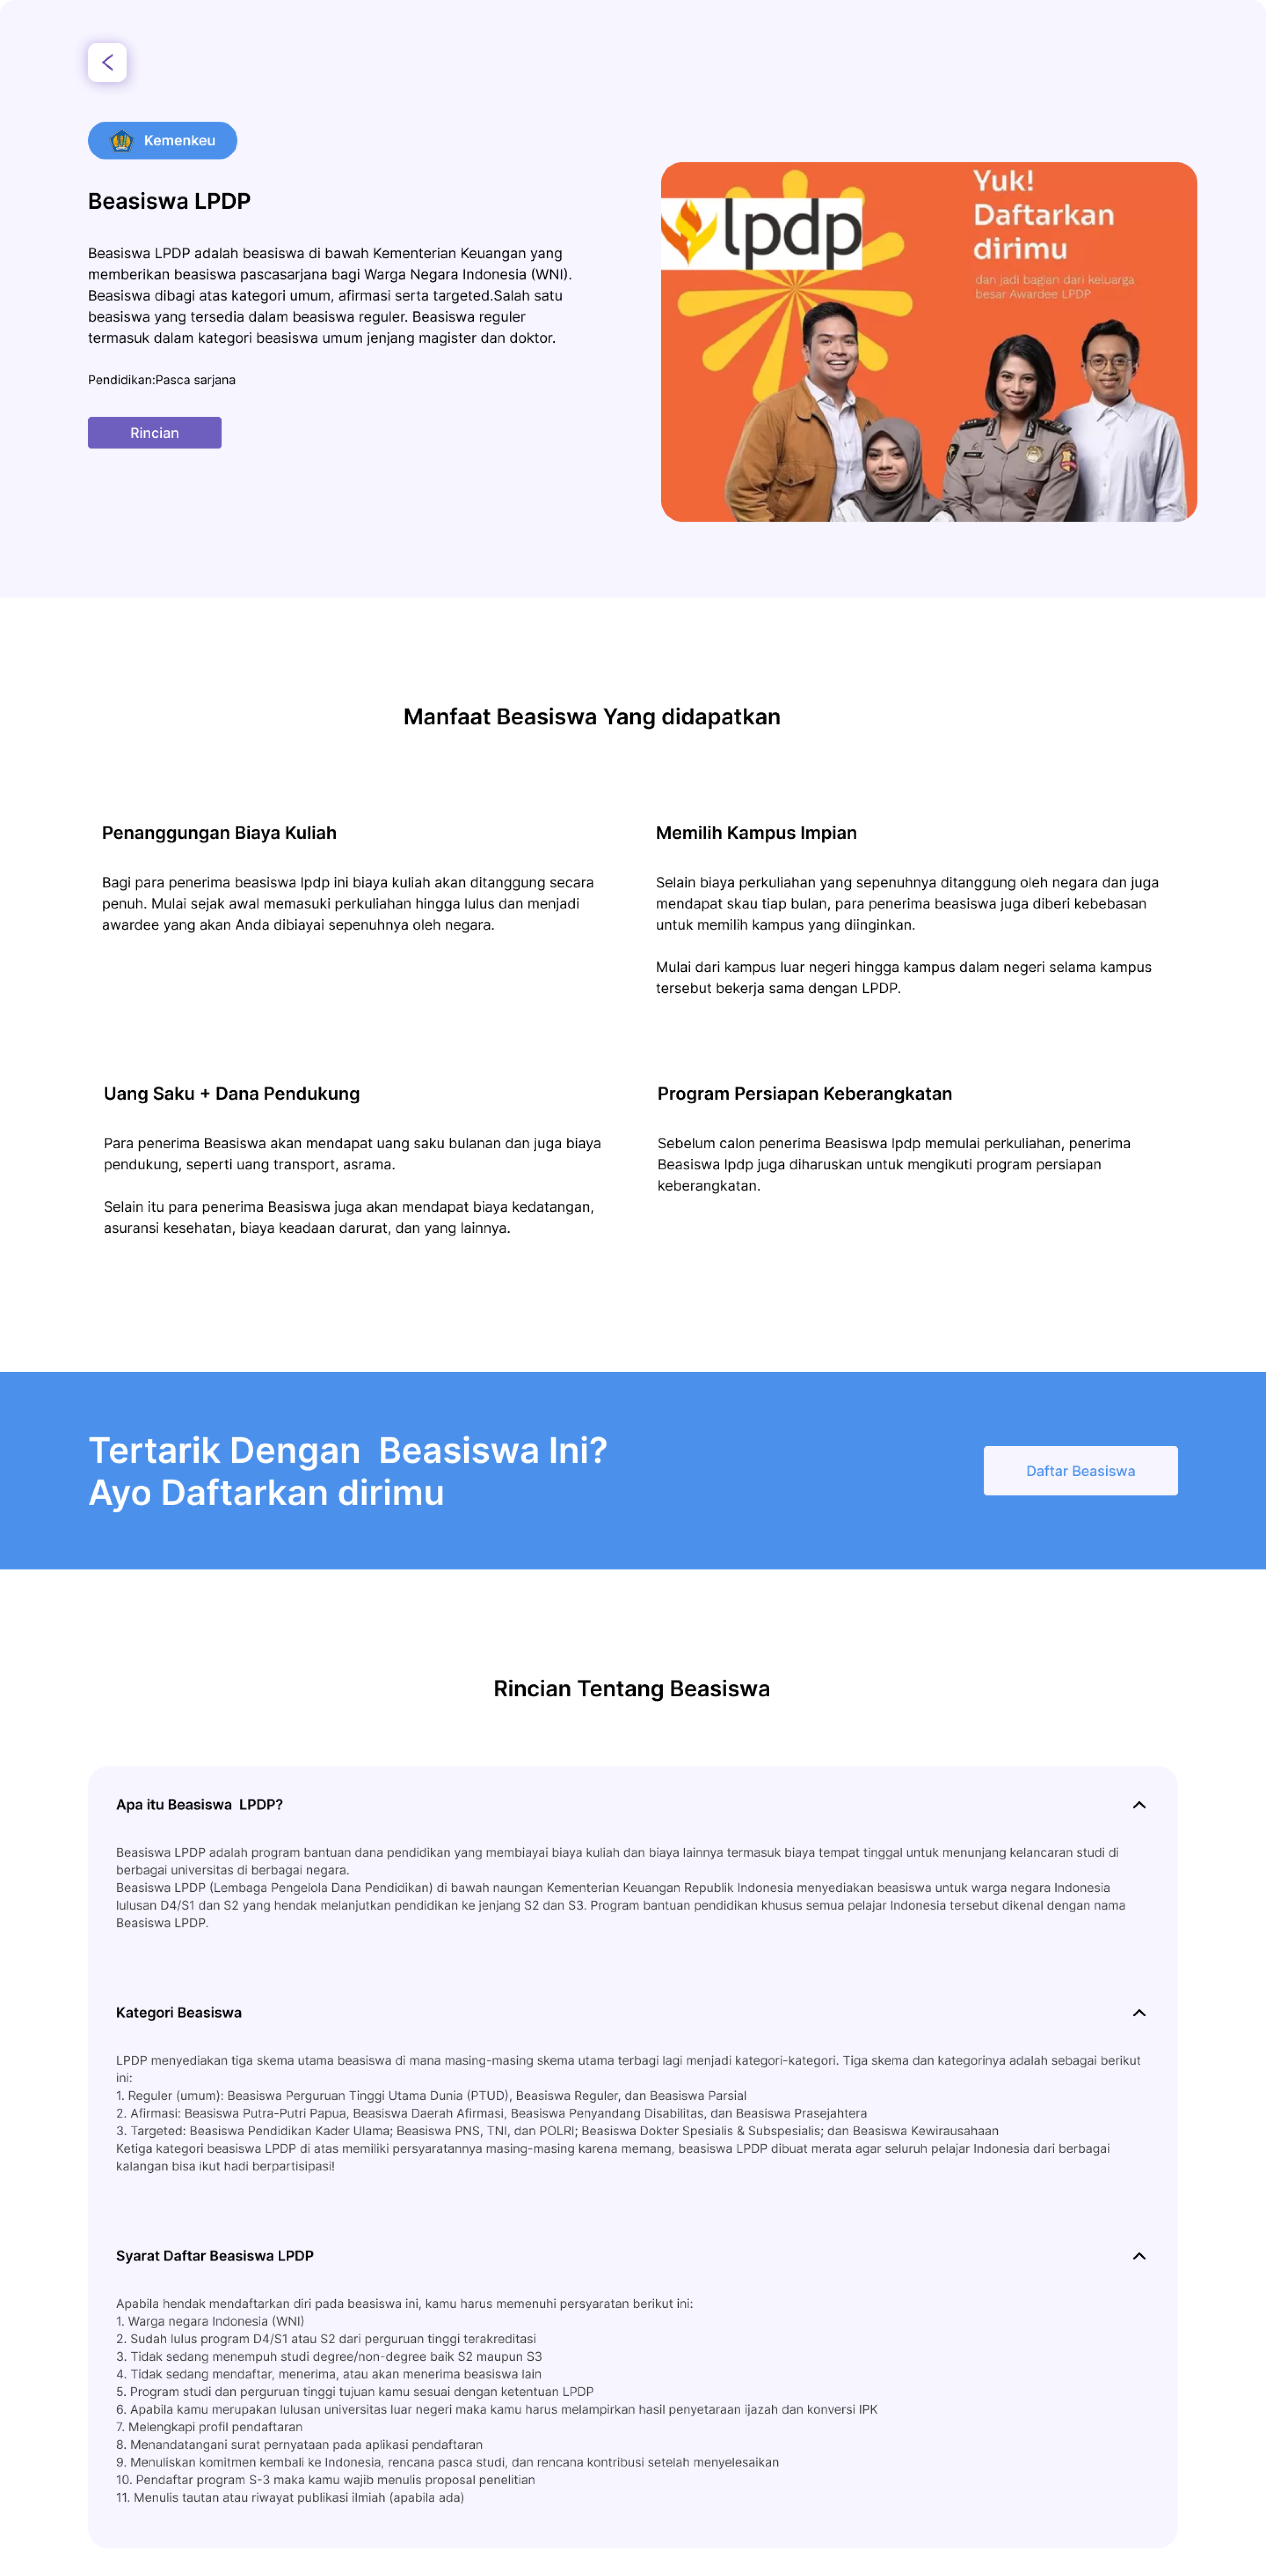 Kemenkeu
Beasiswa LPDP
Beasiswa LPDP adalah beasiswa di bawah Kementerian Keuangan yang
memberikan beasiswa pascasarjana bagi Warga Negara Indonesia (WNI).
Beasiswa dibagi atas kategori umum, afirmasi serta targeted.Salah satu
beasiswa yang tersedia dalam beasiswa reguler. Beasiswa reguler
termasuk dalam kategori beasiswa umum jenjang magister dan doktor.
Pendidikan:Pasca sarjana
Rincian
lpdp
Yuk!
Daftarkan
dirimu
dan jadi bagian dari keluarga
besar Awardee LPDP
Manfaat Beasiswa Yang didapatkan
Penanggungan Biaya Kuliah
Bagi para penerima beasiswa lpdp ini biaya kuliah akan ditanggung secara
penuh. Mulai sejak awal memasuki perkuliahan hingga lulus dan menjadi
awardee yang akan Anda dibiayai sepenuhnya oleh negara.
Memilih Kampus Impian
Selain biaya perkuliahan yang sepenuhnya ditanggung oleh negara dan juga
mendapat skau tiap bulan, para penerima beasiswa juga diberi kebebasan
untuk memilih kampus yang diinginkan.
Mulai dari kampus luar negeri hingga kampus dalam negeri selama kampus
tersebut bekerja sama dengan LPDP.
Uang Saku + Dana Pendukung
Para penerima Beasiswa akan mendapat uang saku bulanan dan juga biaya
pendukung, seperti uang transport, asrama.
Selain itu para penerima Beasiswa juga akan mendapat biaya kedatangan,
asuransi kesehatan, biaya keadaan darurat, dan yang lainnya.
Program Persiapan Keberangkatan
Sebelum calon penerima Beasiswa lpdp memulai perkuliahan, penerima
Beasiswa lpdp juga diharuskan untuk mengikuti program persiapan
keberangkatan.
Tertarik Dengan  Beasiswa Ini?
Ayo Daftarkan dirimu
Daftar Beasiswa
Rincian Tentang Beasiswa
Apa itu Beasiswa  LPDP?
Beasiswa LPDP adalah program bantuan dana pendidikan yang membiayai biaya kuliah dan biaya lainnya termasuk biaya tempat tinggal untuk menunjang kelancaran studi di
berbagai universitas di berbagai negara.
Beasiswa LPDP (Lembaga Pengelola Dana Pendidikan) di bawah naungan Kementerian Keuangan Republik Indonesia menyediakan beasiswa untuk warga negara Indonesia
lulusan D4/S1 dan S2 yang hendak melanjutkan pendidikan ke jenjang S2 dan S3. Program bantuan pendidikan khusus semua pelajar Indonesia tersebut dikenal dengan nama
Beasiswa LPDP.
Kategori Beasiswa
LPDP menyediakan tiga skema utama beasiswa di mana masing-masing skema utama terbagi lagi menjadi kategori-kategori. Tiga skema dan kategorinya adalah sebagai berikut
ini:
1. Reguler (umum): Beasiswa Perguruan Tinggi Utama Dunia (PTUD), Beasiswa Reguler, dan Beasiswa Parsial
2. Afirmasi: Beasiswa Putra-Putri Papua, Beasiswa Daerah Afirmasi, Beasiswa Penyandang Disabilitas, dan Beasiswa Prasejahtera
3. Targeted: Beasiswa Pendidikan Kader Ulama; Beasiswa PNS, TNI, dan POLRI; Beasiswa Dokter Spesialis & Subspesialis; dan Beasiswa Kewirausahaan
Ketiga kategori beasiswa LPDP di atas memiliki persyaratannya masing-masing karena memang, beasiswa LPDP dibuat merata agar seluruh pelajar Indonesia dari berbagai
kalangan bisa ikut hadi berpartisipasi!
Syarat Daftar Beasiswa LPDP
Apabila hendak mendaftarkan diri pada beasiswa ini, kamu harus memenuhi persyaratan berikut ini:
1. Warga negara Indonesia (WNI)
2. Sudah lulus program D4/S1 atau S2 dari perguruan tinggi terakreditasi
3. Tidak sedang menempuh studi degree/non-degree baik S2 maupun S3
4. Tidak sedang mendaftar, menerima, atau akan menerima beasiswa lain
5. Program studi dan perguruan tinggi tujuan kamu sesuai dengan ketentuan LPDP
6. Apabila kamu merupakan lulusan universitas luar negeri maka kamu harus melampirkan hasil penyetaraan ijazah dan konversi IPK
7. Melengkapi profil pendaftaran
8. Menandatangani surat pernyataan pada aplikasi pendaftaran
9. Menuliskan komitmen kembali ke Indonesia, rencana pasca studi, dan rencana kontribusi setelah menyelesaikan
10. Pendaftar program S-3 maka kamu wajib menulis proposal penelitian
11. Menulis tautan atau riwayat publikasi ilmiah (apabila ada)